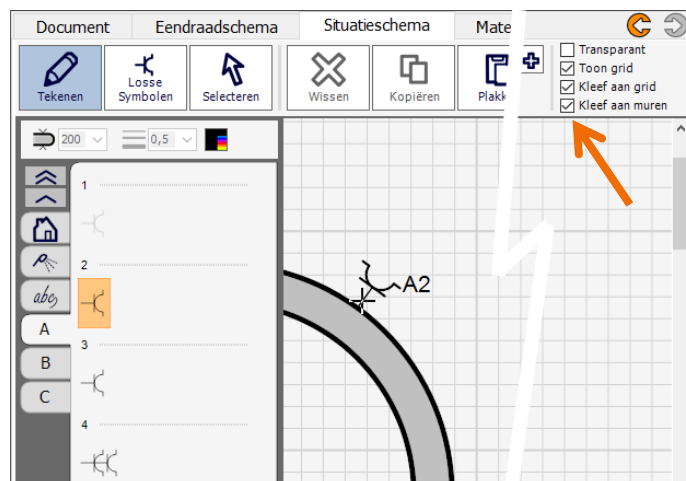 Document Eendraadschema Situatieschema Mate
Tekenen Losse Symbolen Selecteren Wissen Kopiëren Plakk
Transparant
Toon grid
Kleef aan grid
Kleef aan muren
200 0,5
1
2
3
4
abc
A
B
C
A2